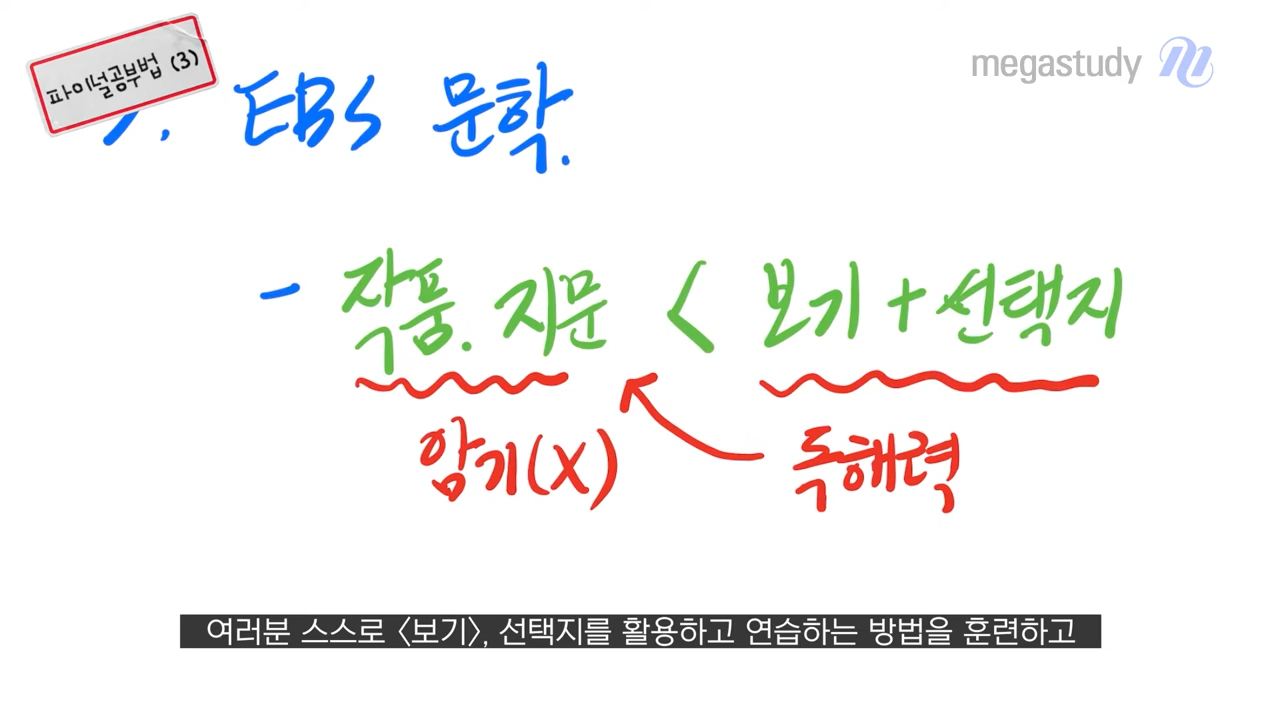 파이널공부법 (3)
megastudy
EBS 문학.
- 작품. 지문 < 보기 + 선택지
암기(X) 독해력
여러분 스스로 <보기>, 선택지를 활용하고 연습하는 방법을 훈련하고